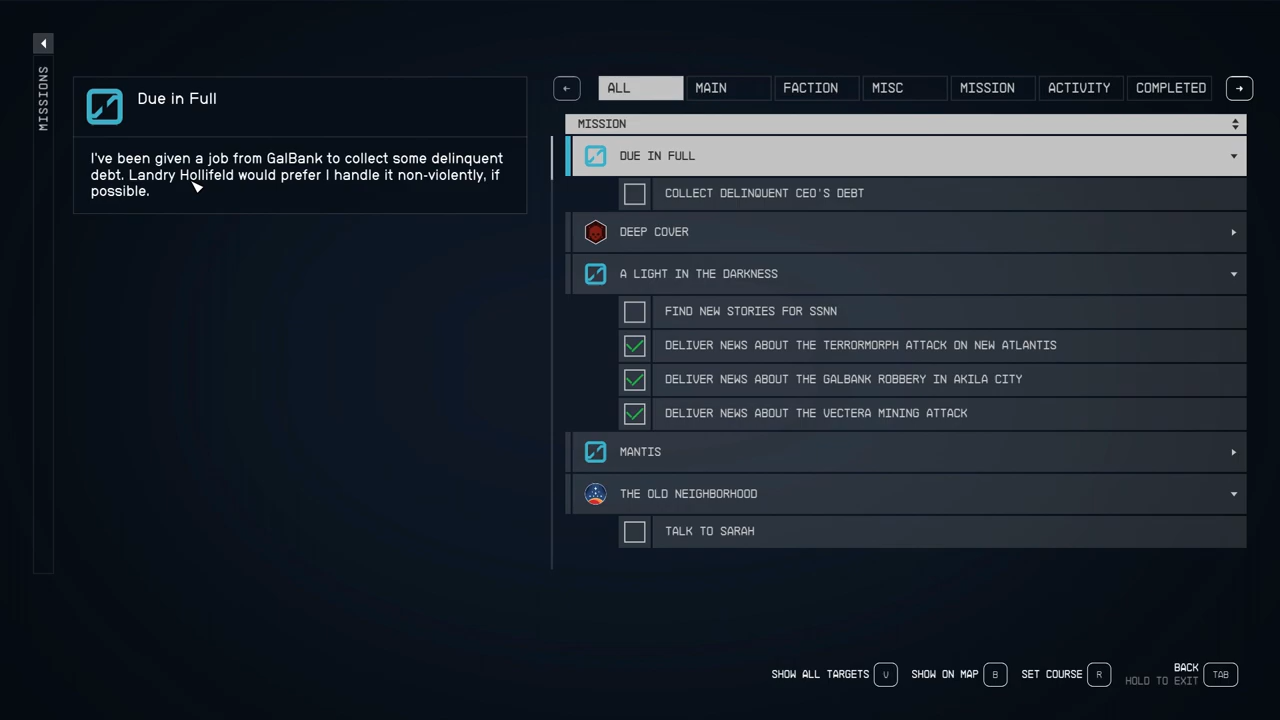 MISSIONS
Due in Full
I've been given a job from GalBank to collect some delinquent
debt. Landry Hollifeld would prefer I handle it non-violently, if
possible.
ALL
MAIN
FACTION
MISC
MISSION
ACTIVITY
COMPLETED
MISSION
DUE IN FULL
COLLECT DELINQUENT CEO'S DEBT
DEEP COVER
A LIGHT IN THE DARKNESS
FIND NEW STORIES FOR SSNN
DELIVER NEWS ABOUT THE TERRORMORPH ATTACK ON NEW ATLANTIS
DELIVER NEWS ABOUT THE GALBANK ROBBERY IN AKILA CITY
DELIVER NEWS ABOUT THE VECTERA MINING ATTACK
MANTIS
THE OLD NEIGHBORHOOD
TALK TO SARAH
SHOW ALL TARGETS V
SHOW ON MAP B
SET COURSE R
BACK
HOLD TO EXIT
TAB